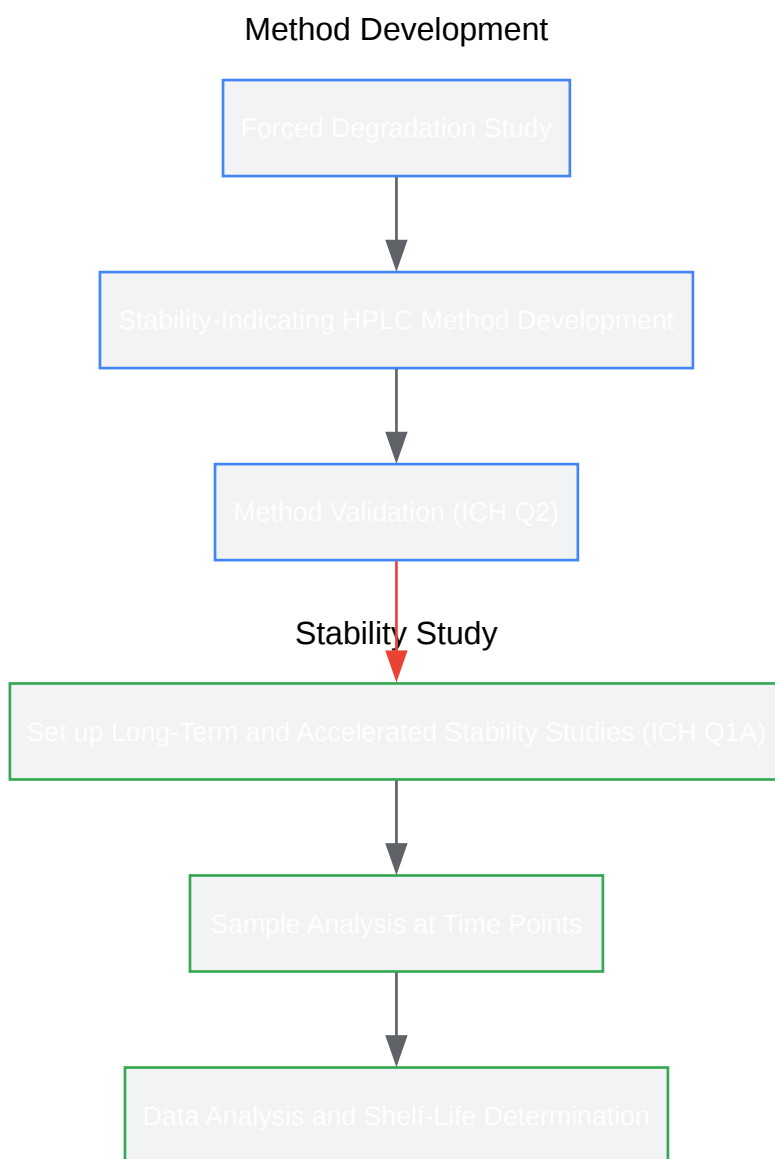 Method Development
Forced Degradation Study
Stability-Indicating HPLC Method Development
Method Validation (ICH Q2)
Stability Study
Set up Long-Term and Accelerated Stability Studies (ICH Q1A)
Sample Analysis at Time Points
Data Analysis and Shelf-Life Determination